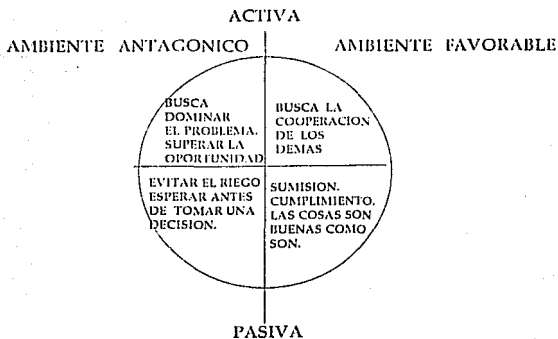 ACTIVA
AMBIENTE ANTAGONICO
AMBIENTE FAVORABLE
BUSCA
DOMINAR
EL PROBLEMA.
SUPERAR LA
OPORTUNIDAD
BUSCA LA
COOPERACION
DE LOS
DEMAS
EVITAR EL RIEGO
ESPERAR ANTES
DE TOMAR UNA
DECISION.
SUMISION.
CUMPLIMIENTO.
LAS COSAS SON
BUENAS COMO
SON.
PASIVA